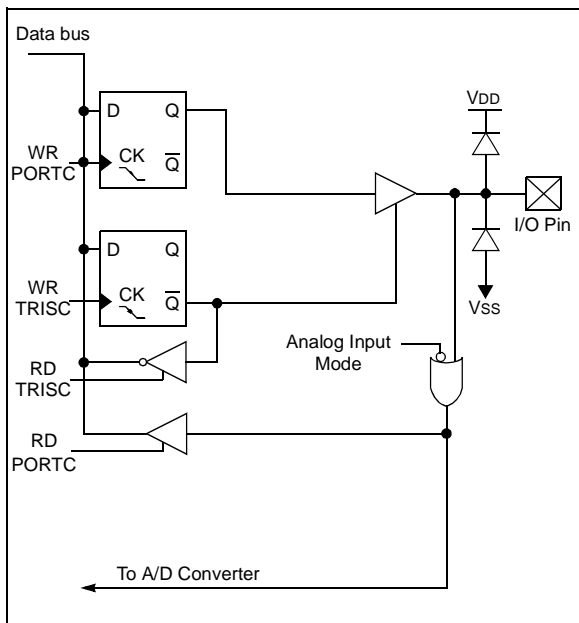 Data bus
D Q
VDD
WR
PORTC
CK Q
I/O Pin
D Q
WR
TRISC
CK Q
VSS
Analog Input
Mode
RD
TRISC
RD
PORTC
To A/D Converter